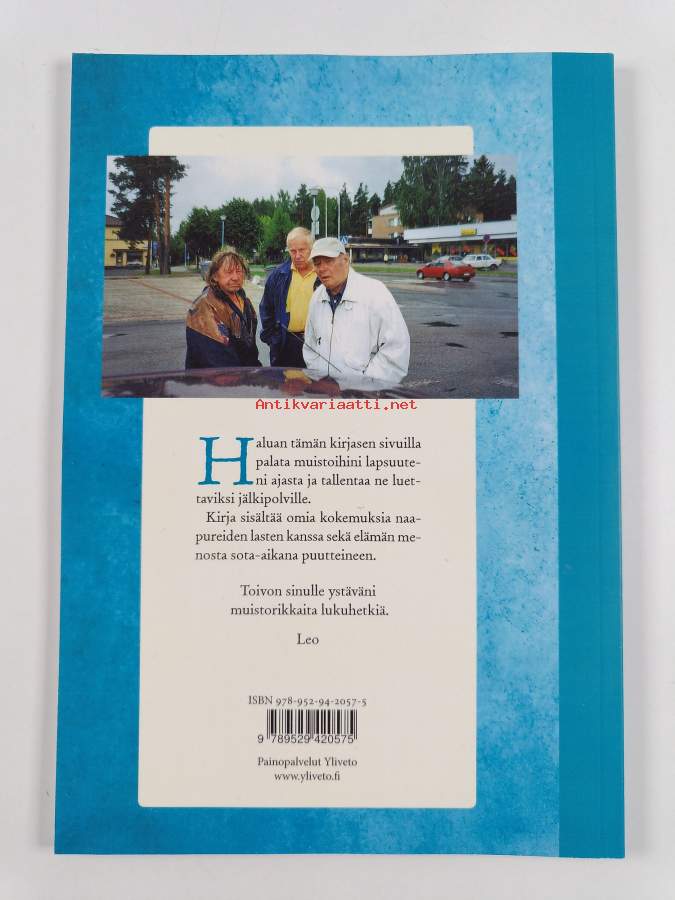 Antikvariaatti.net
Haluan tämän kirjasen sivuilla
palata muistoihini lapsuute-
ni ajasta ja tallentaa ne luet-
taviksi jälkipolville.
Kirja sisältää omia kokemuksia naa-
pureiden lasten kanssa sekä elämän me-
nosta sota-aikana puutteineen.
Toivon sinulle ystäväni
muistorikkaita lukuhetkiä.
Leo
ISBN 978-952-94-2057-5
9 789529 420575
Painopalvelut Yliveto
www.yliveto.fi